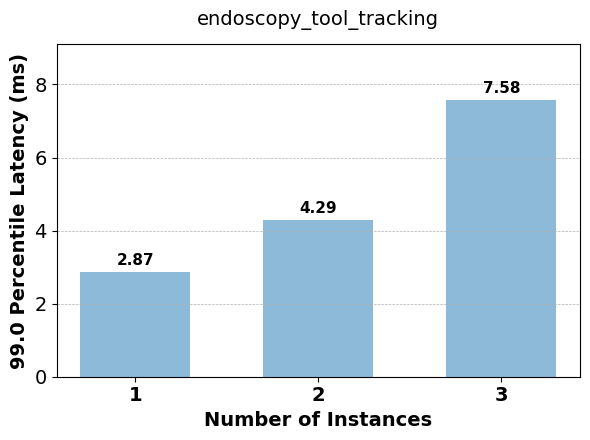 endoscopy_tool_tracking
99.0 Percentile Latency (ms)
8
6
4
2
0
2.87
4.29
7.58
1 2 3
Number of Instances